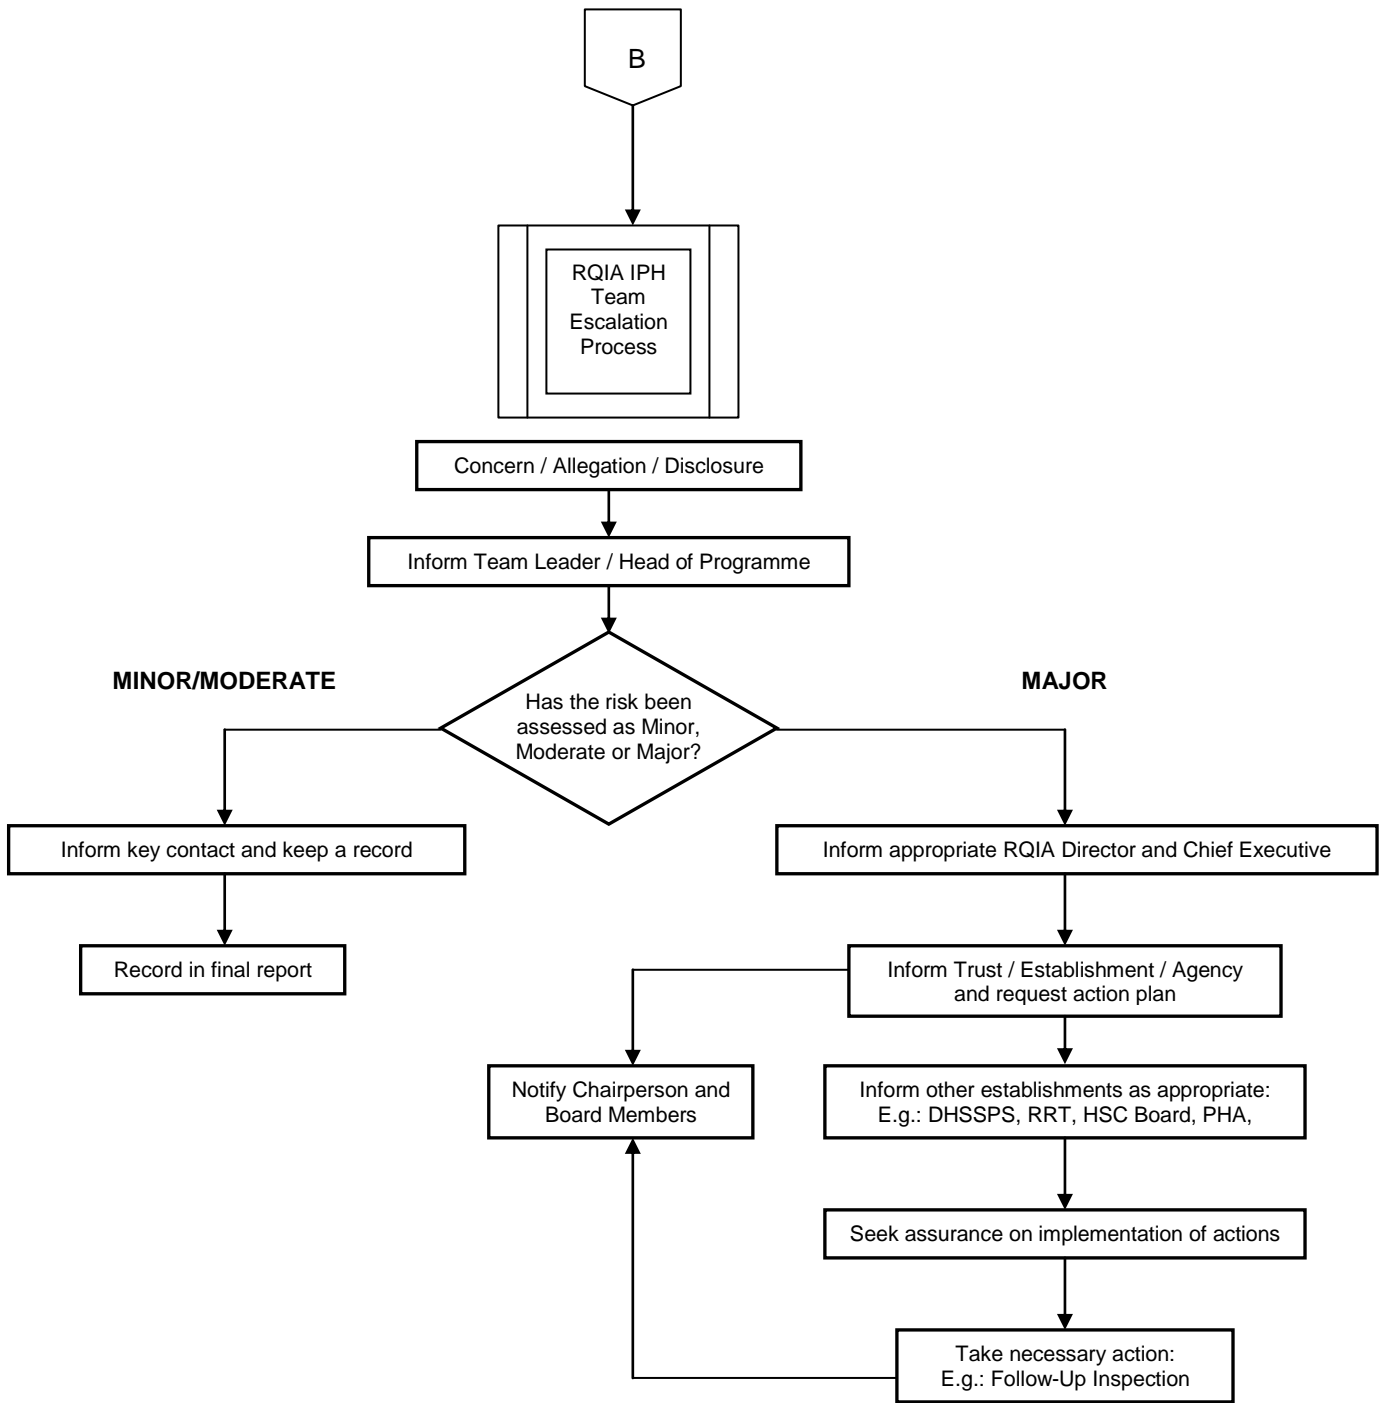 B
RQIA IPH
Team
Escalation
Process
Concern / Allegation / Disclosure
Inform Team Leader / Head of Programme
MINOR/MODERATE
MAJOR
Has the risk been
assessed as Minor,
Moderate or Major?
Inform key contact and keep a record
Inform appropriate RQIA Director and Chief Executive
Record in final report
Inform Trust / Establishment / Agency
and request action plan
Notify Chairperson and
Board Members
Inform other establishments as appropriate:
E.g.: DHSSPS, RRT, HSC Board, PHA,
Seek assurance on implementation of actions
Take necessary action:
E.g.: Follow-Up Inspection